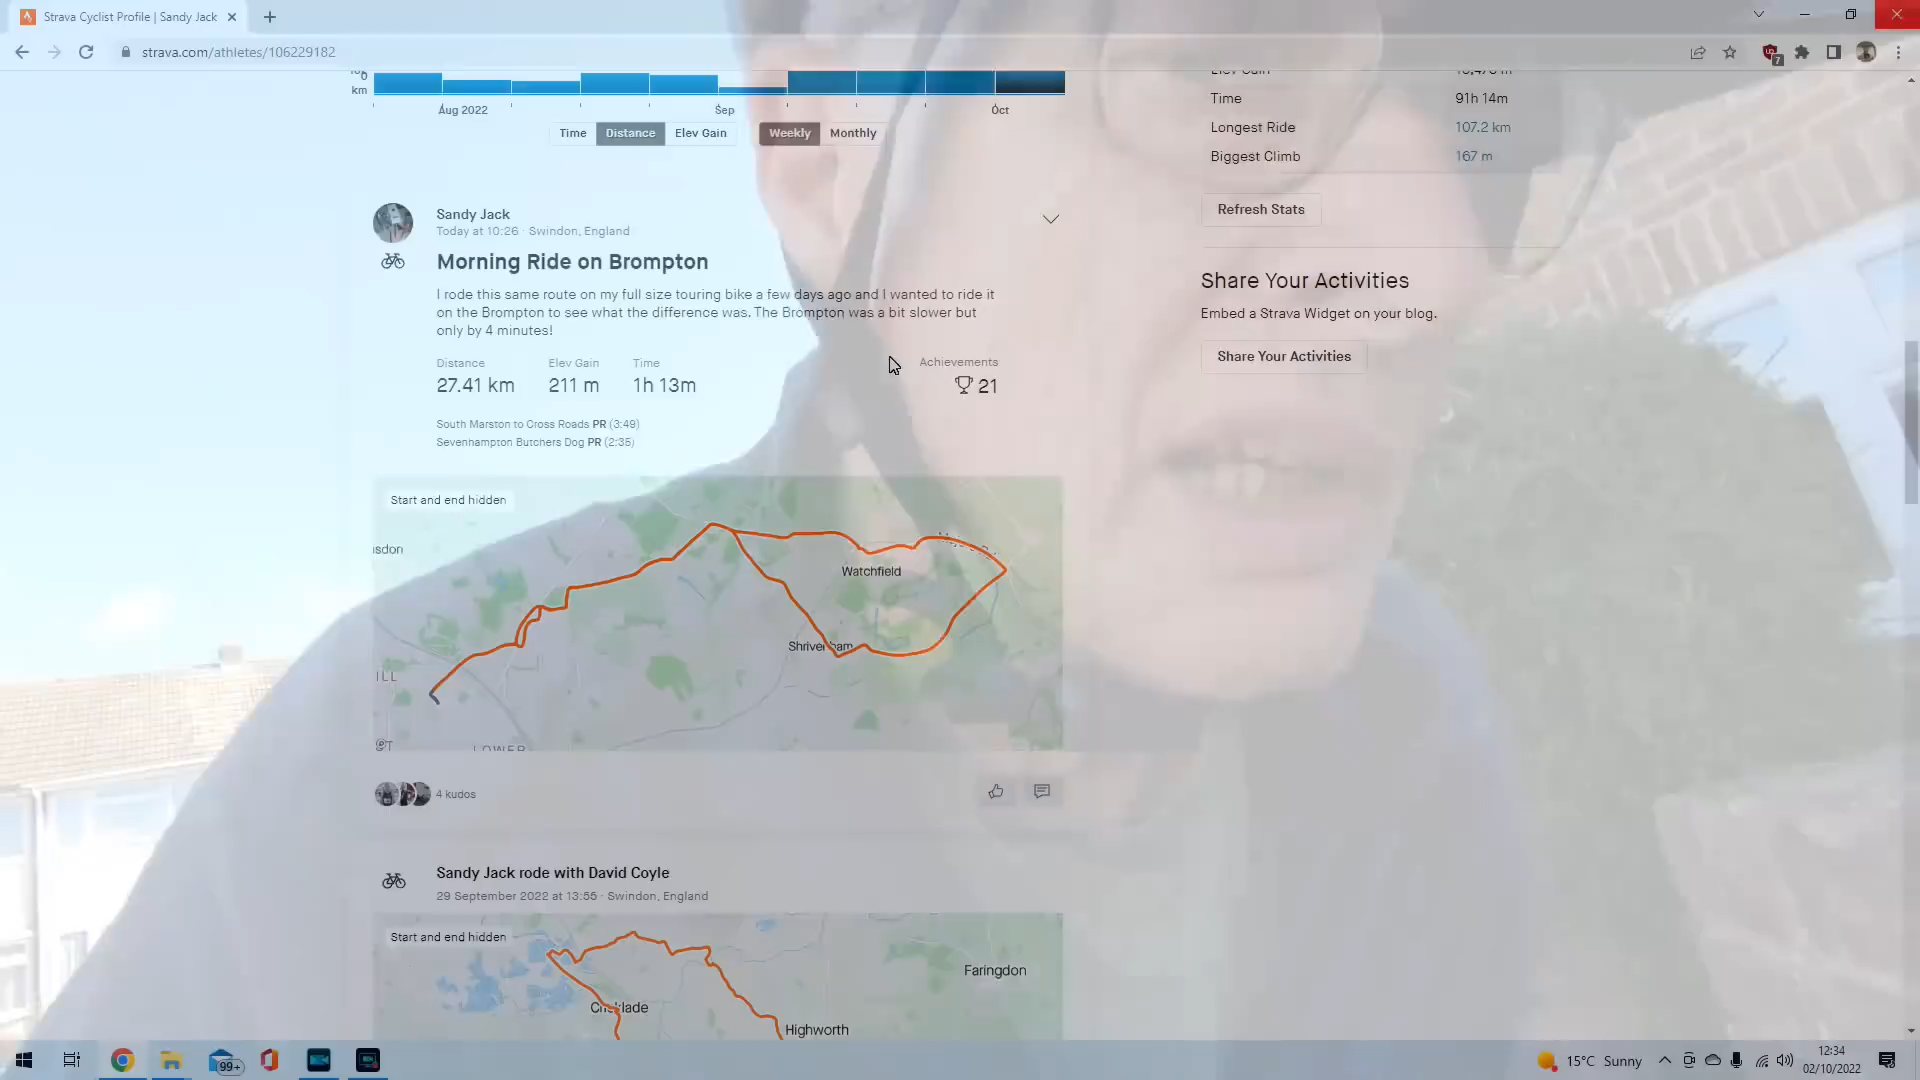 Strava Cyclist Profile | Sandy Jack
strava.com/athletes/106229182
7
0
km
Aug 2022
Sep
Oct
Time
Distance
Elev Gain
Weekly
Monthly
Elev Gain
Time
91h 14m
Longest Ride
107.2 km
Biggest Climb
167 m
Refresh Stats
Share Your Activities
Embed a Strava Widget on your blog.
Share Your Activities
Sandy Jack
Today at 10:26 · Swindon, England
Morning Ride on Brompton
I rode this same route on my full size touring bike a few days ago and I wanted to ride it
on the Brompton to see what the difference was. The Brompton was a bit slower but
only by 4 minutes!
Distance
Elev Gain
Time
Achievements
27.41 km
211 m
1h 13m
21
South Marston to Cross Roads PR (3:49)
Sevenhampton Butchers Dog PR (2:35)
Start and end hidden
Watchfield
LOWER
4 kudos
Sandy Jack rode with David Coyle
29 September 2022 at 13:55 · Swindon, England
Start and end hidden
Faringdon
Highworth
99+
15°C Sunny
12:34
02/10/2022